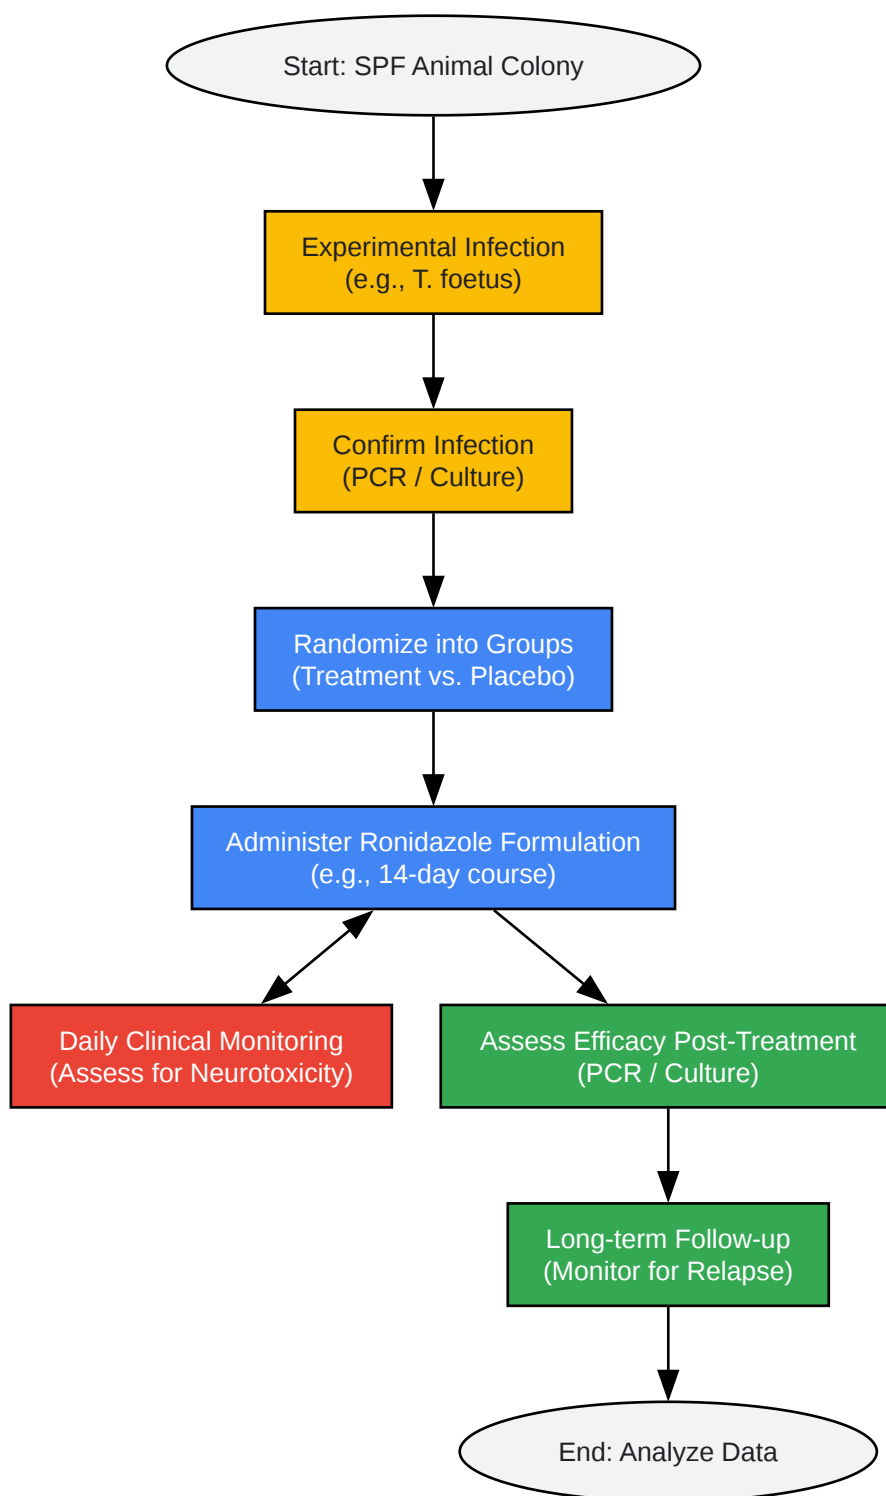 Start: SPF Animal Colony
Experimental Infection
(e.g., T. foetus)
Confirm Infection
(PCR / Culture)
Randomize into Groups
(Treatment vs. Placebo)
Administer Ronidazole Formulation
(e.g., 14-day course)
Daily Clinical Monitoring
(Assess for Neurotoxicity)
Assess Efficacy Post-Treatment
(PCR / Culture)
Long-term Follow-up
(Monitor for Relapse)
End: Analyze Data